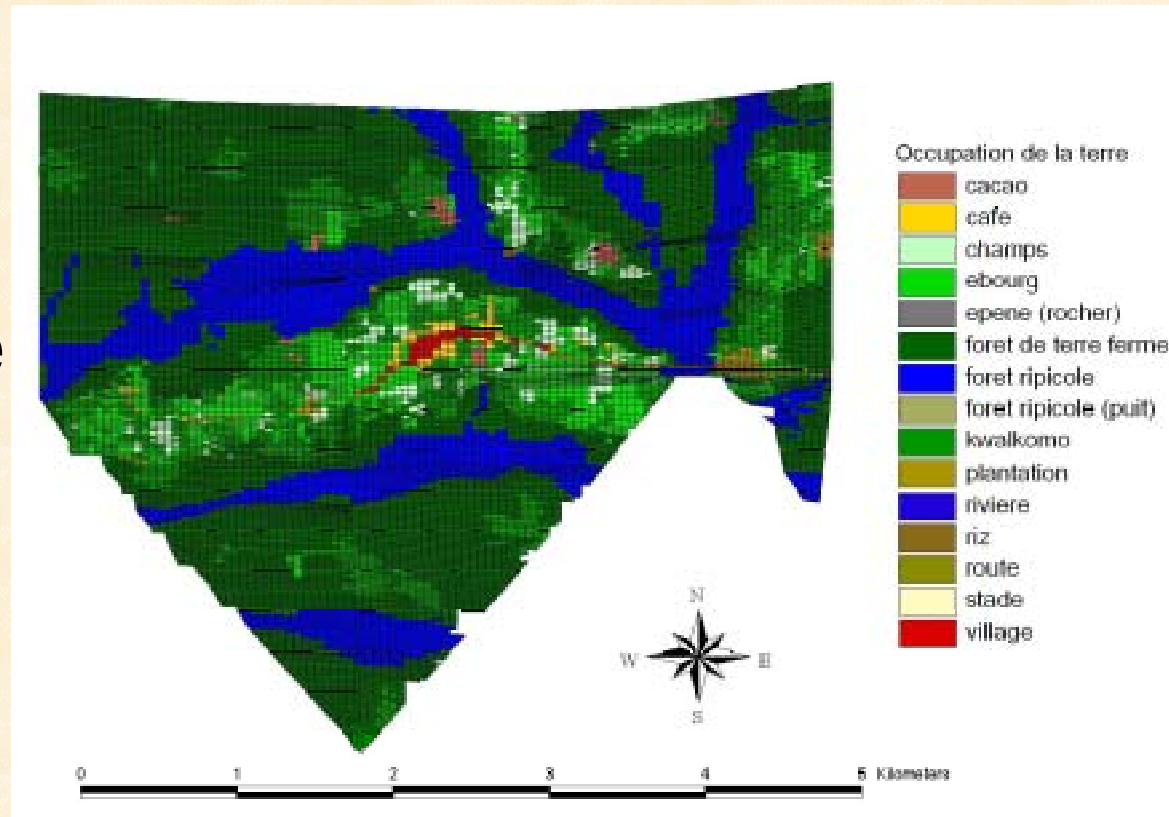 e
Occupation de la terre
cacao
cafe
champs
ebourg
epene (rocher)
foret de terre ferme
foret ripicole
foret ripicole (puit)
kwalkomo
plantation
riviere
riz
route
stade
village
N
W E
S
0 1 2 3 4 5 Kilometers